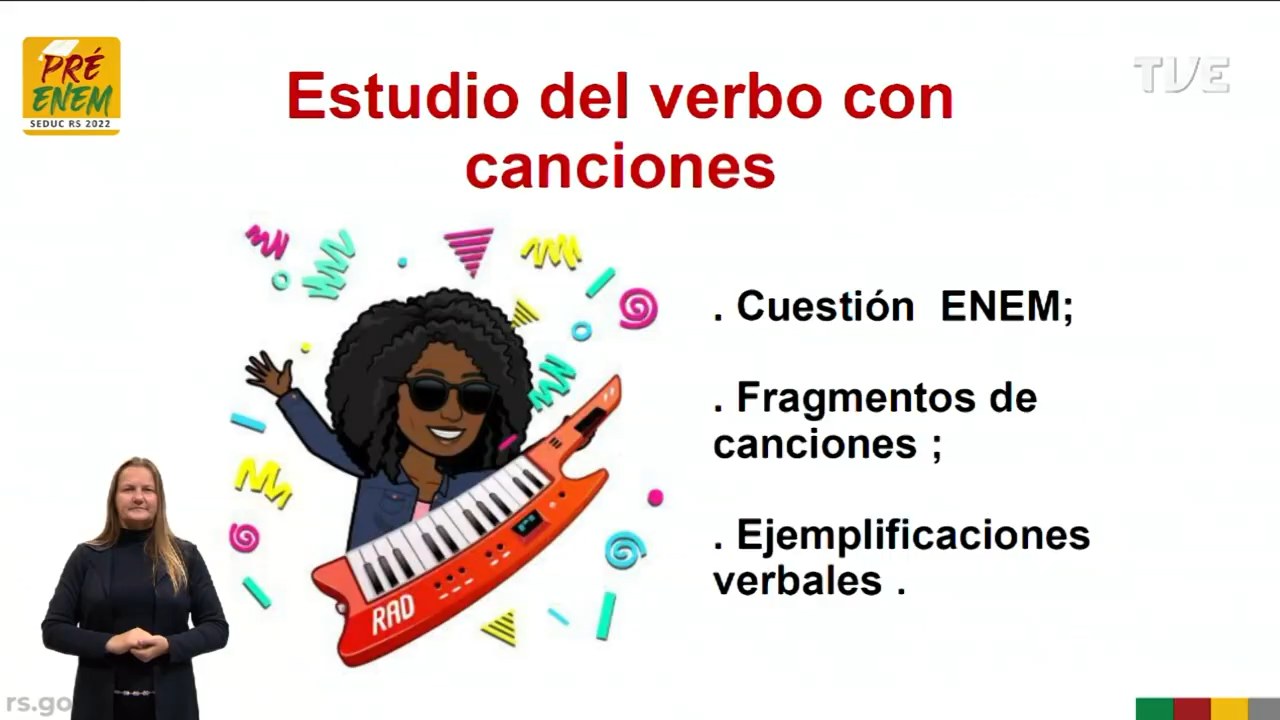 PRÉ
ENEM
SEDUC RS 2022
TVE
Estudio del verbo con
canciones
. Cuestión ENEM;
. Fragmentos de
canciones ;
. Ejemplificaciones
verbales .
RAD
rs.go